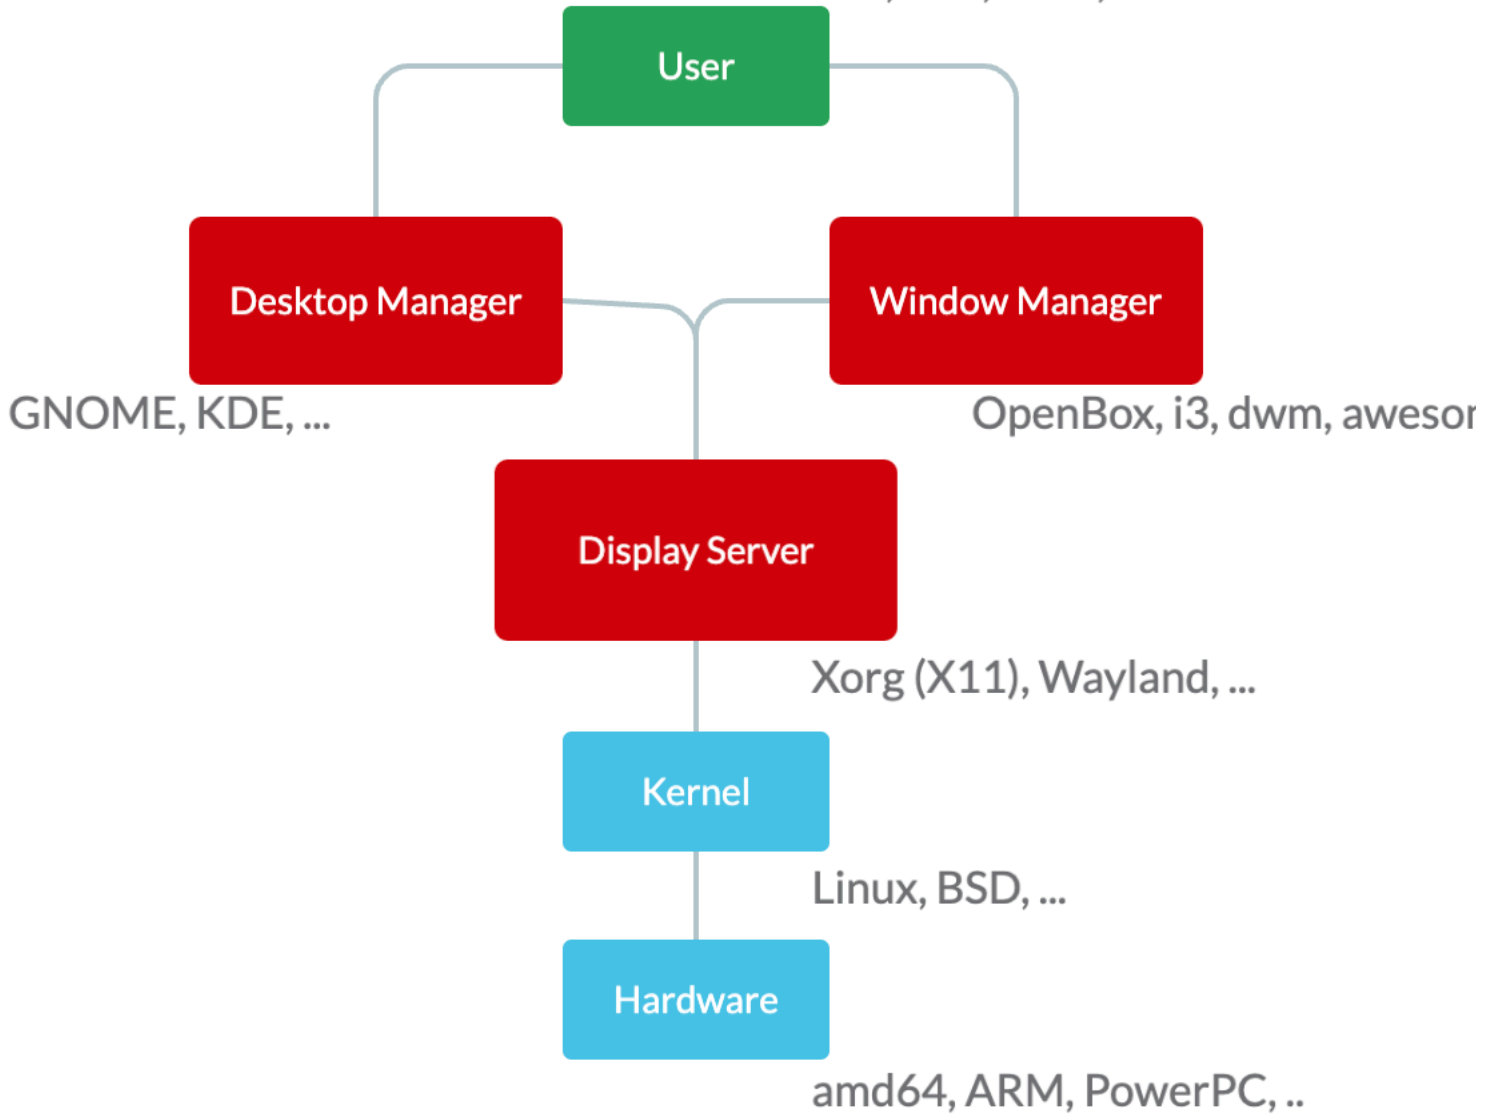 User
Desktop Manager
Window Manager
GNOME, KDE, ...
OpenBox, i3, dwm,
Display Server
Xorg (X11), Wayland, ...
Kernel
Linux, BSD, ...
Hardware
amd64, ARM, PowerPC, ..